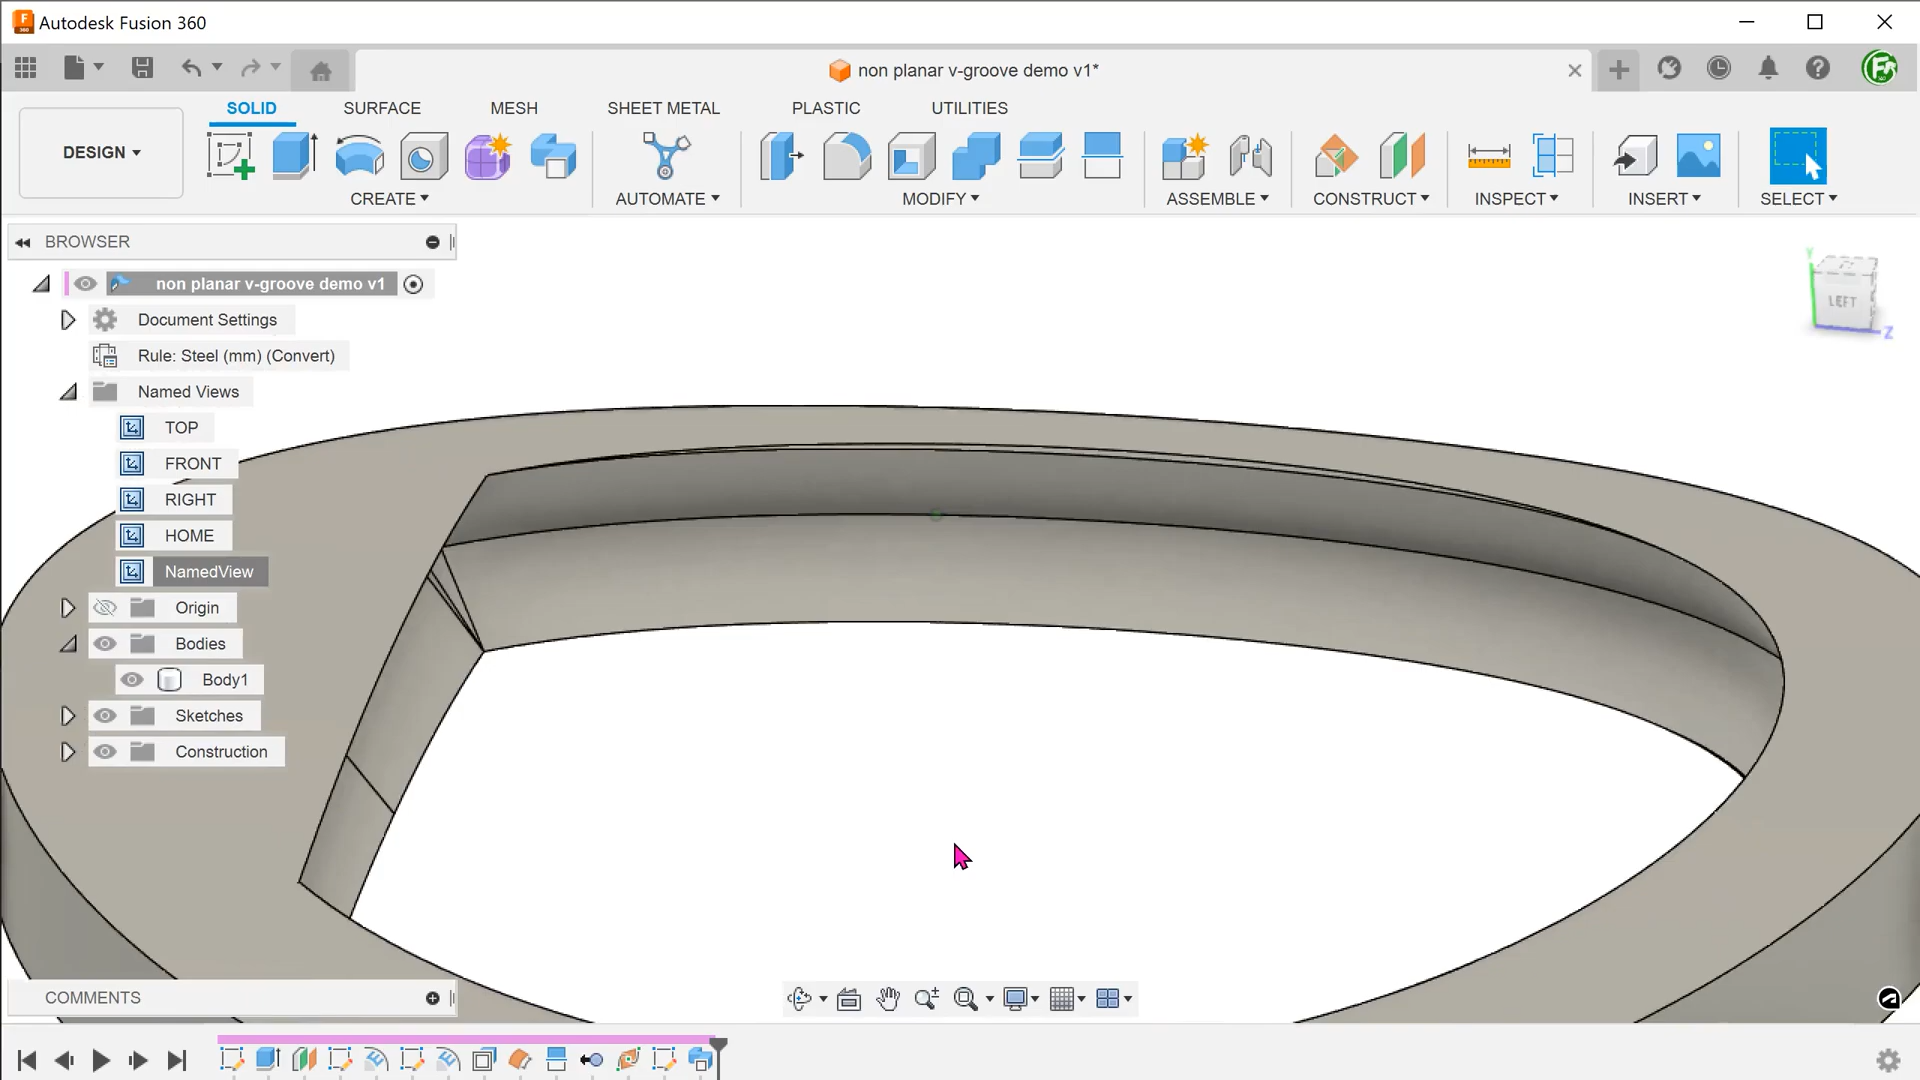 Autodesk Fusion 360
non planar v-groove demo v1*
SOLID SURFACE MESH SHEET METAL PLASTIC UTILITIES
DESIGN
CREATE AUTOMATE MODIFY ASSEMBLE CONSTRUCT INSPECT INSERT SELECT
BROWSER
non planar v-groove demo v1
Document Settings
Rule: Steel (mm) (Convert)
Named Views
TOP
FRONT
RIGHT
HOME
NamedView
Origin
Bodies
Body1
Sketches
Construction
Y
LEFT
Z
COMMENTS